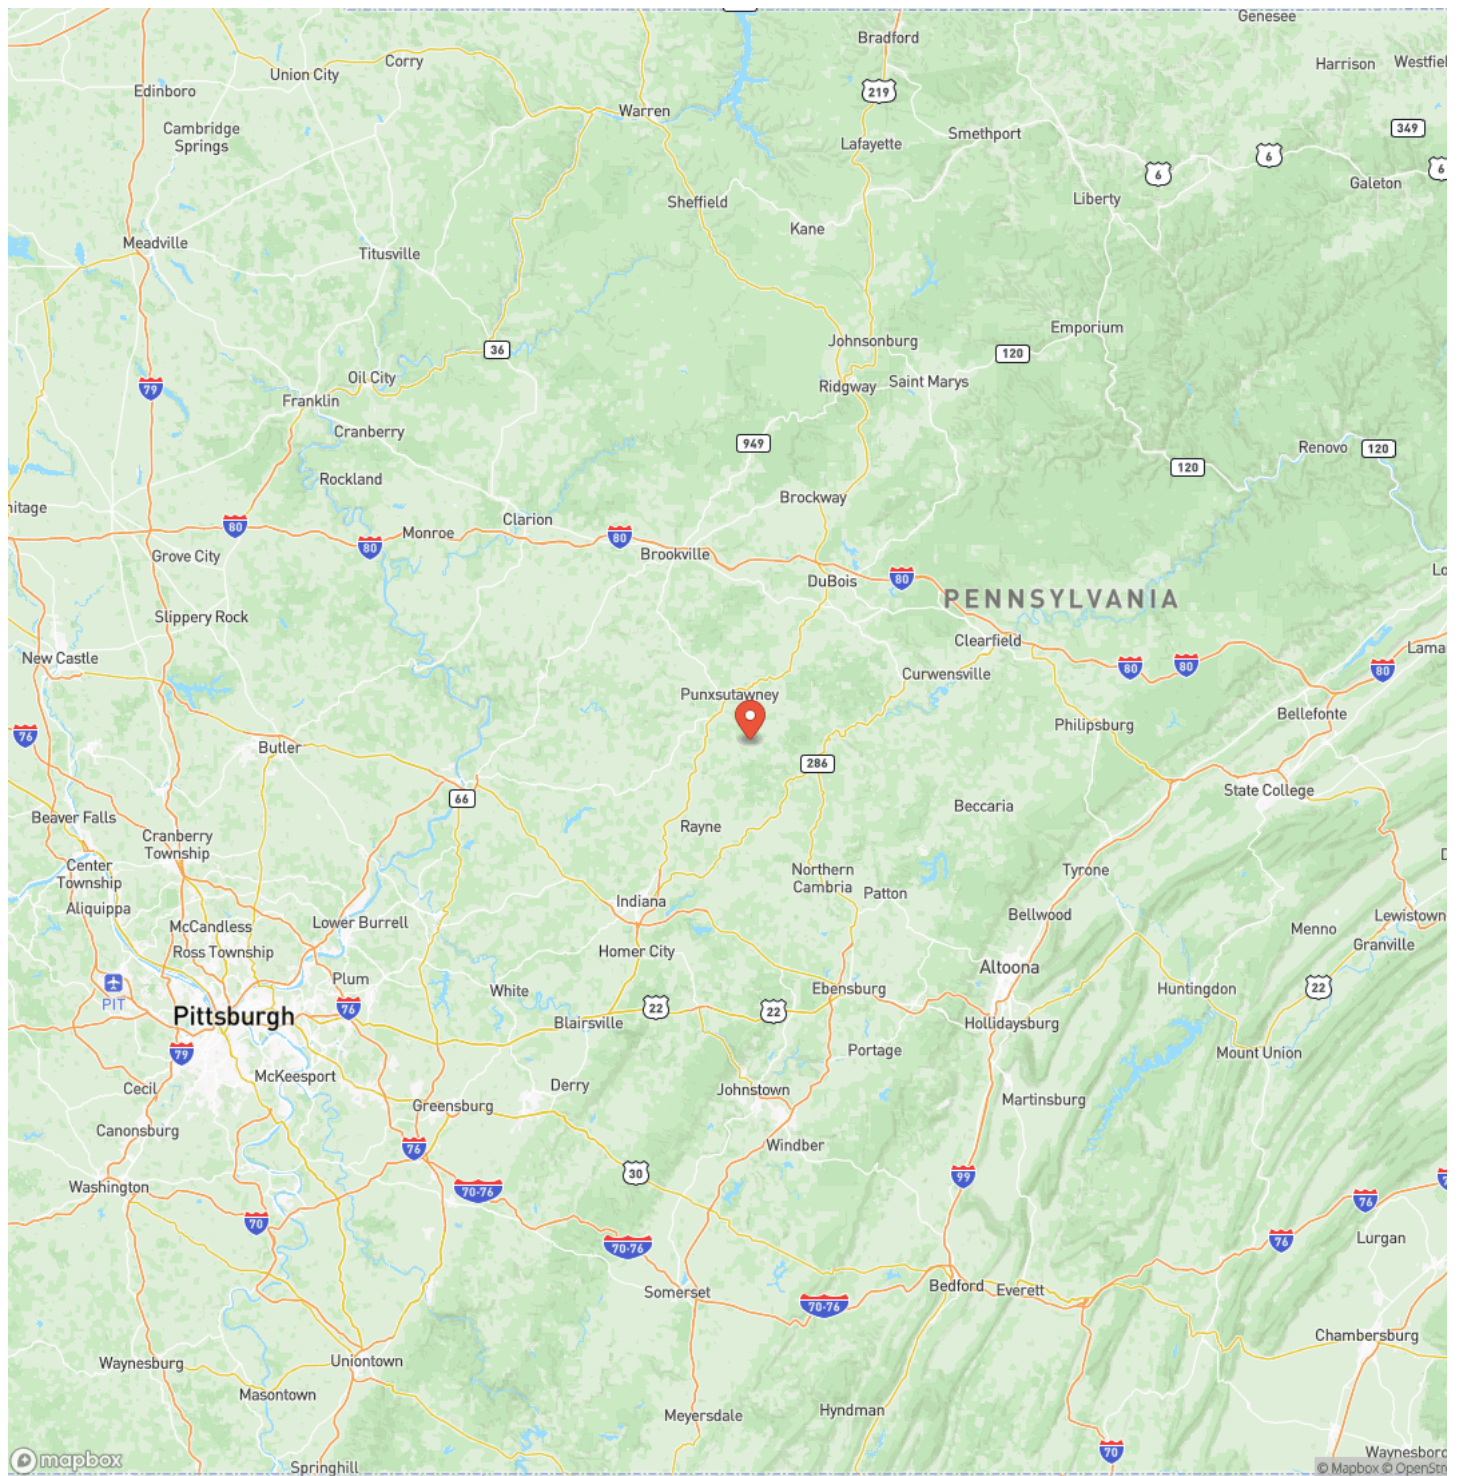 Genesee
Bradford
Corry
Union City
Harrison
Westfiel
Edinboro
219
Warren
Cambridge
Springs
Smethport
349
Lafayette
6
6
6
Galeton
Liberty
Sheffield
Kane
Meadville
Titusville
Emporium
Johnsonburg
36
120
Oil City
Saint Marys
79
Ridgway
Franklin
Cranberry
949
Renovo
120
120
Rockland
Brockway
nitage
Clarion
80
Monroe
80
80
Grove City
Brookville
Lo
DuBois
80
PENNSYLVANIA
Slippery Rock
Clearfield
Lama
New Castle
80
80
80
Curwensville
Punxsutawney
Bellefonte
Philipsburg
76
Butler
286
State College
66
Beccaria
Beaver Falls
Rayne
Cranberry
Township
D
Center
Township
Northern
Cambria
Tyrone
Patton
Indiana
Aliquippa
Bellwood
Lewistown
Lower Burrell
McCandless
Menno
Granville
Ross Township
Homer City
Altoona
Plum
PIT
White
Ebensburg
Huntingdon
22
76
22
22
Pittsburgh
Blairsville
Hollidaysburg
79
Portage
Mount Union
McKeesport
Cecil
Derry
Johnstown
Martinsburg
Greensburg
Canonsburg
Windber
76
30
99
Washington
70-76
76
7
70
76
Lurgan
70-76
Bedford
Everett
Somerset
70-76
Chambersburg
Waynesburg
Uniontown
Masontown
Meyersdale
Hyndman
70
Waynesbord
mapbox
Springhill
© Mapbox © OpenStre